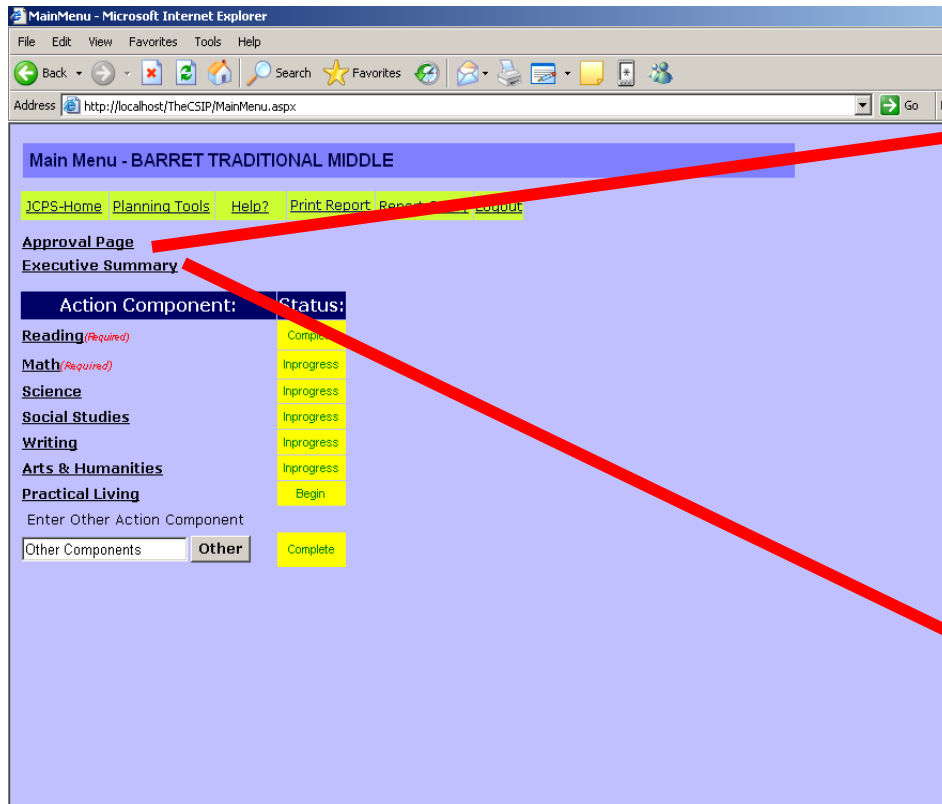 MainMenu - Microsoft Internet Explorer
File Edit View Favorites Tools Help
Back Search Favorites
Address http://localhost/TheCSIP/MainMenu.aspx Go
Main Menu - BARRET TRADITIONAL MIDDLE
JCPS-Home Planning Tools Help? Print Report Report Logout
Approval Page
Executive Summary
Action Component: Status:
Reading(Required) Complete
Math(Required) Inprogress
Science Inprogress
Social Studies Inprogress
Writing Inprogress
Arts & Humanities Inprogress
Practical Living Begin
Enter Other Action Component
Other Components Other Complete